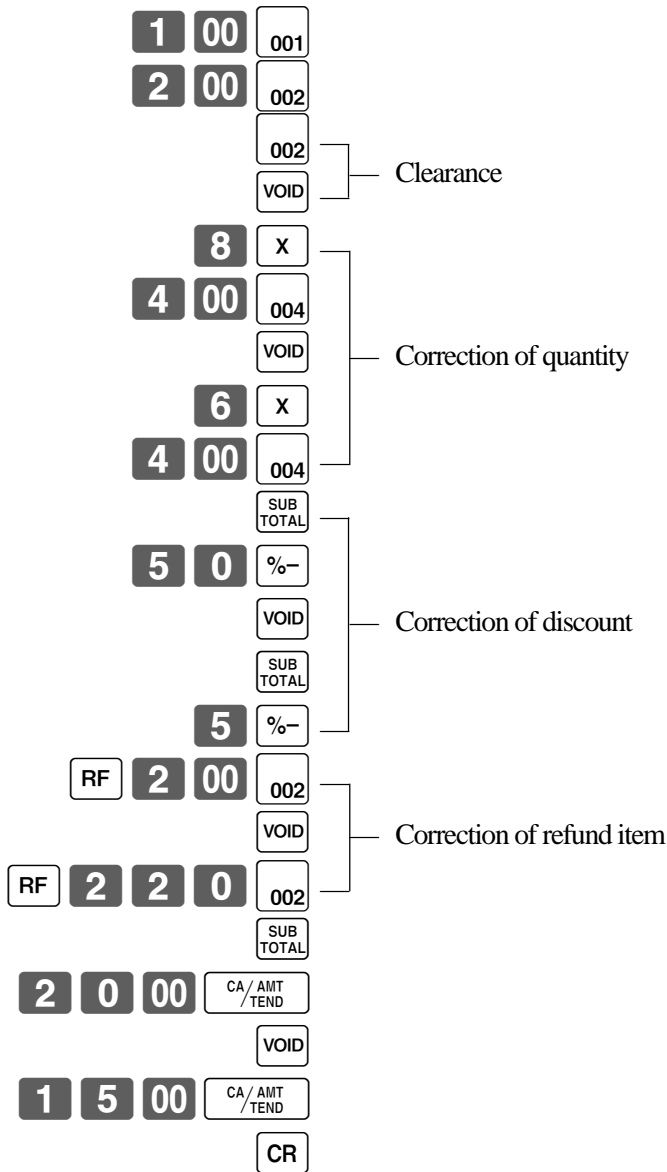 1 00 001
2 00 002
002
VOID
Clearance
8 X
4 00 004
VOID
Correction of quantity
6 X
4 00 004
SUB
TOTAL
5 0 %−
VOID
Correction of discount
SUB
TOTAL
5 %−
RF 2 00 002
VOID
Correction of refund item
RF 2 2 0 002
SUB
TOTAL
2 0 00 CA/AMT
TEND
VOID
1 5 00 CA/AMT
TEND
CR